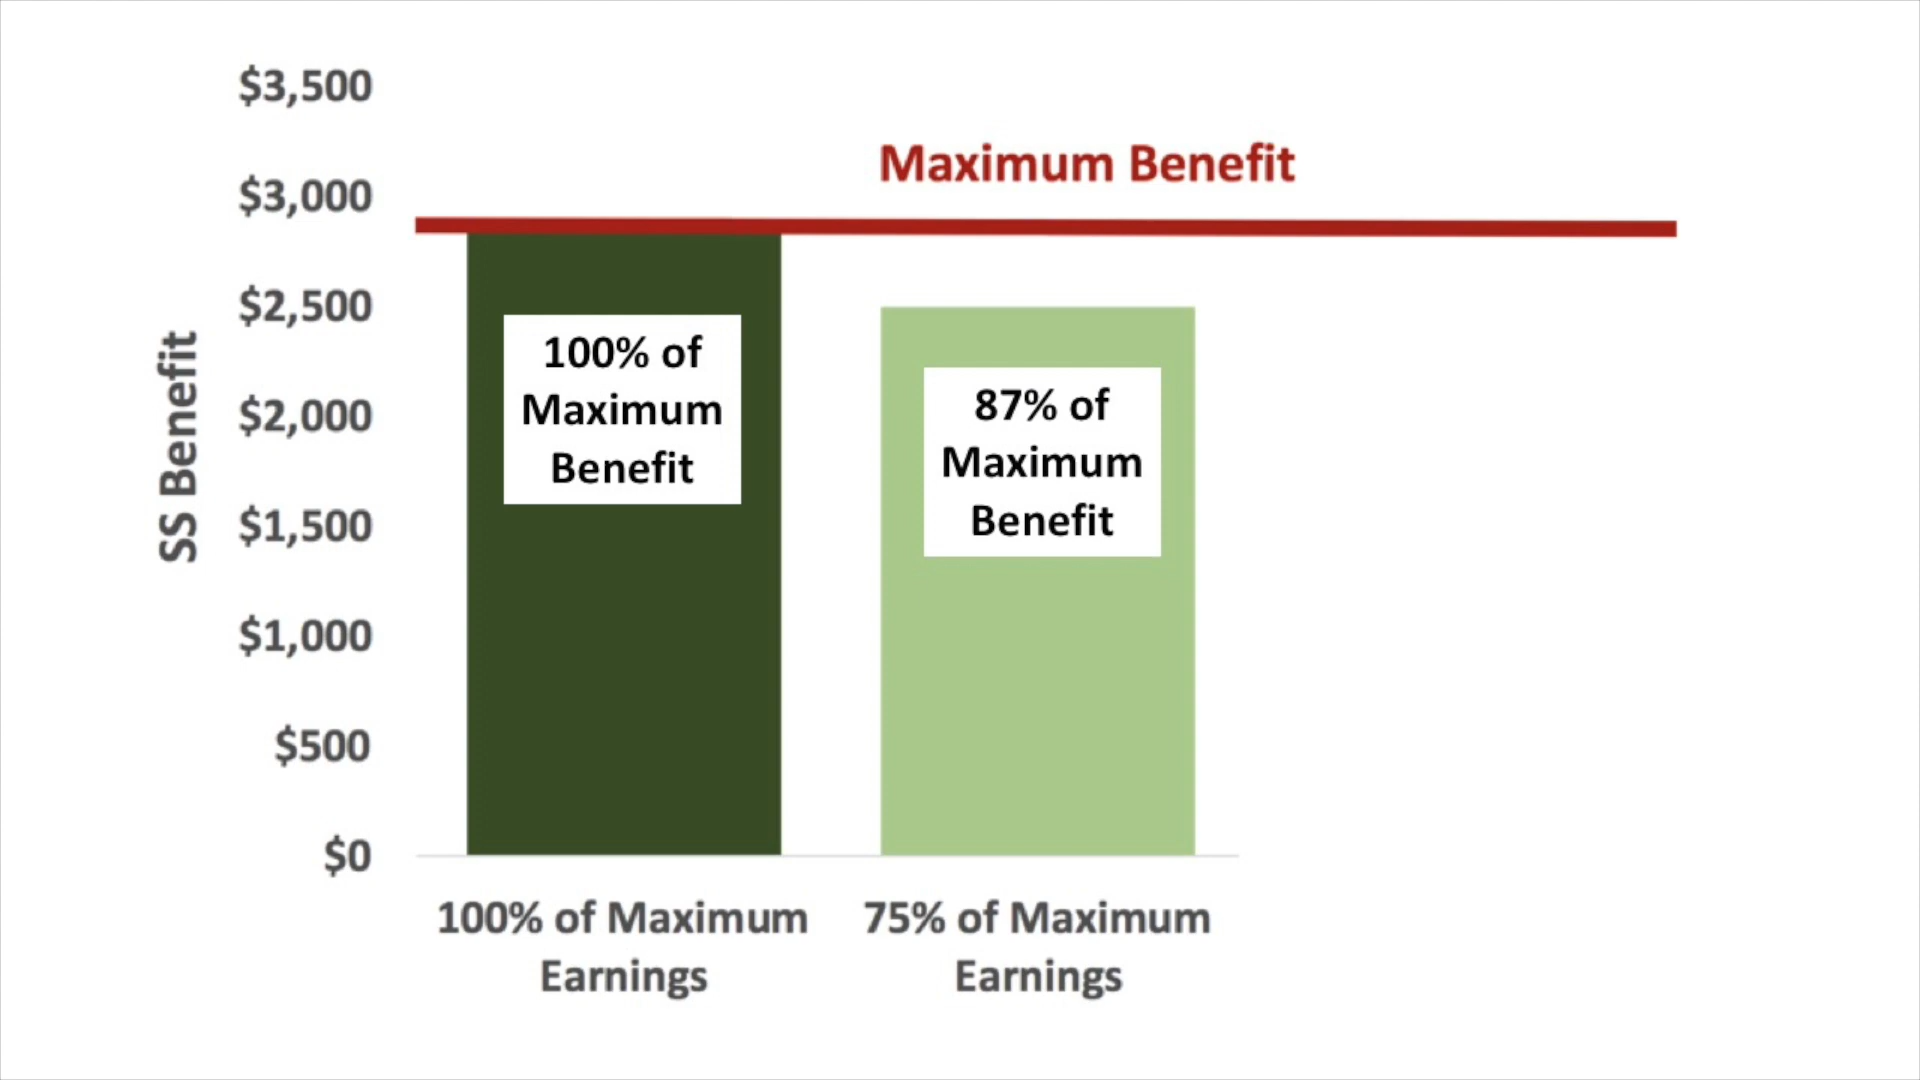 $3,500
Maximum Benefit
$3,000
$2,500
100% of
Maximum
Benefit
87% of
Maximum
Benefit
SS Benefit
$2,000
$1,500
$1,000
$500
$0
100% of Maximum
Earnings
75% of Maximum
Earnings